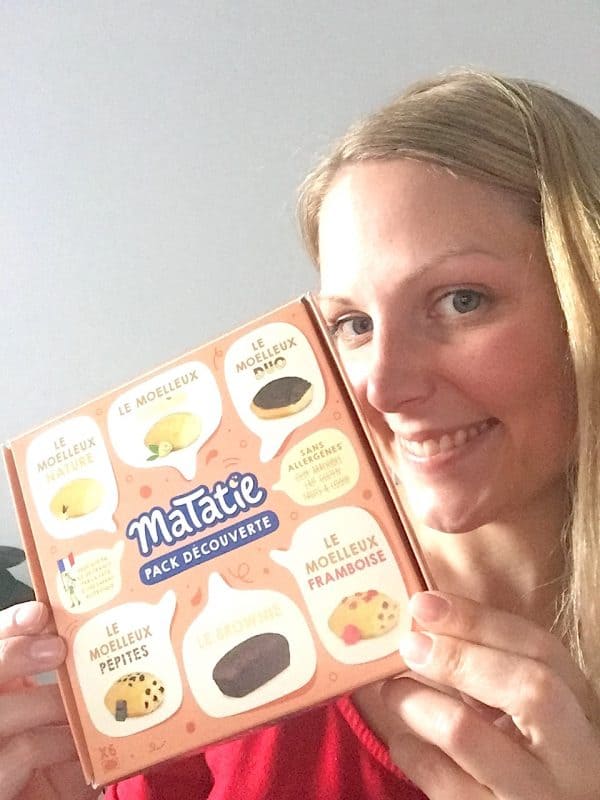 LE
MOELLEUX
DUO
LE MOELLEUX
LE
MOELLEUX
NATURE
SANS
ALLERGÈNES
MaTatie
PACK DÉCOUVERTE
LE
MOELLEUX
FRAMBOISE
LE BROWNIE
LE
MOELLEUX
PÉPITES
X6